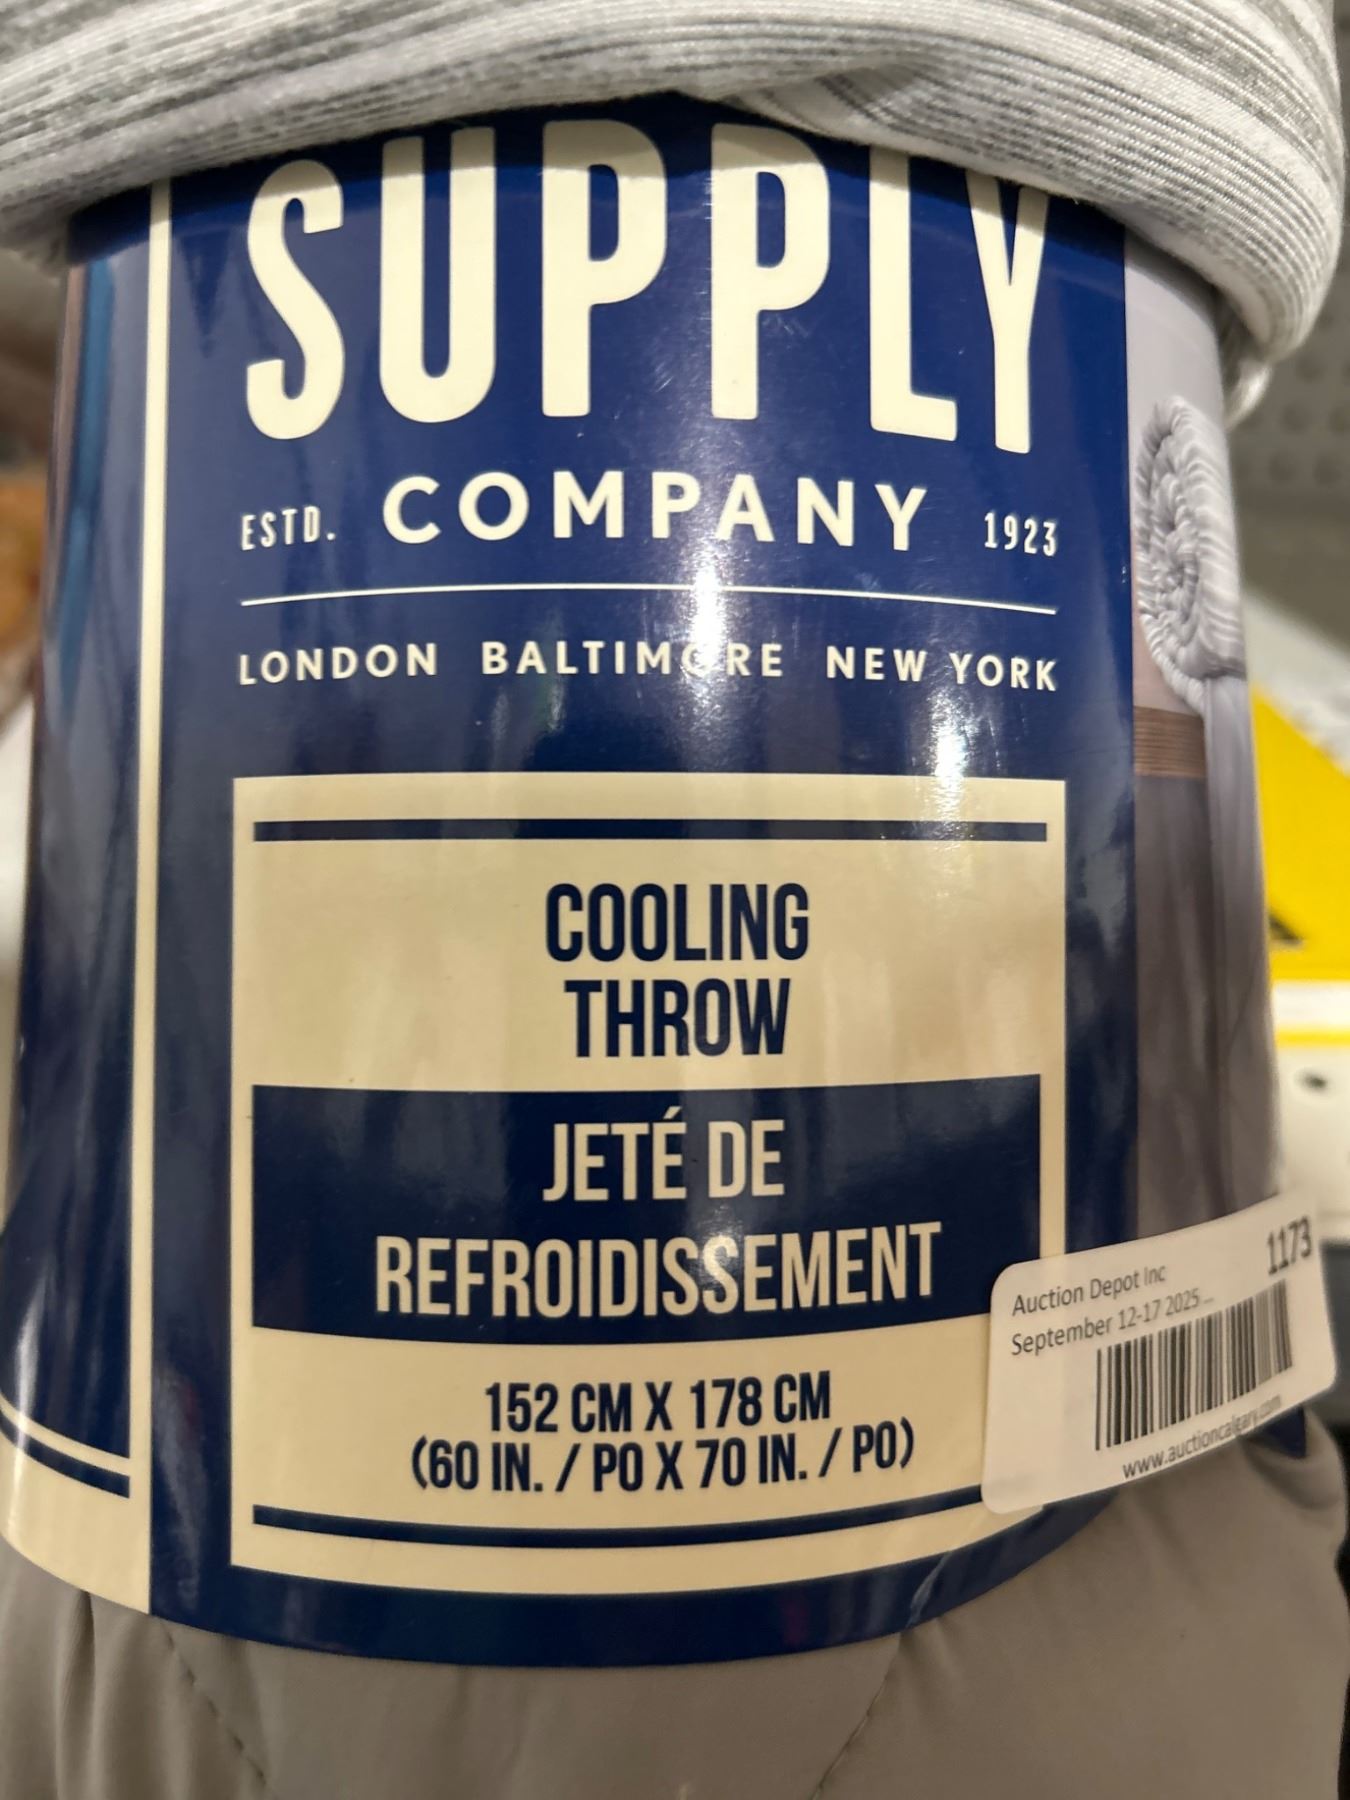 SUPPLY
ESTD. COMPANY 1923
LONDON BALTIMORE NEW YORK
COOLING
THROW
JETÉ DE
REFROIDISSEMENT
152 CM X 178 CM
(60 IN. / PO X 70 IN. / PO)
1173
Auction Depot Inc
September 12-17 2025 ...
www.auctioncalgary.com